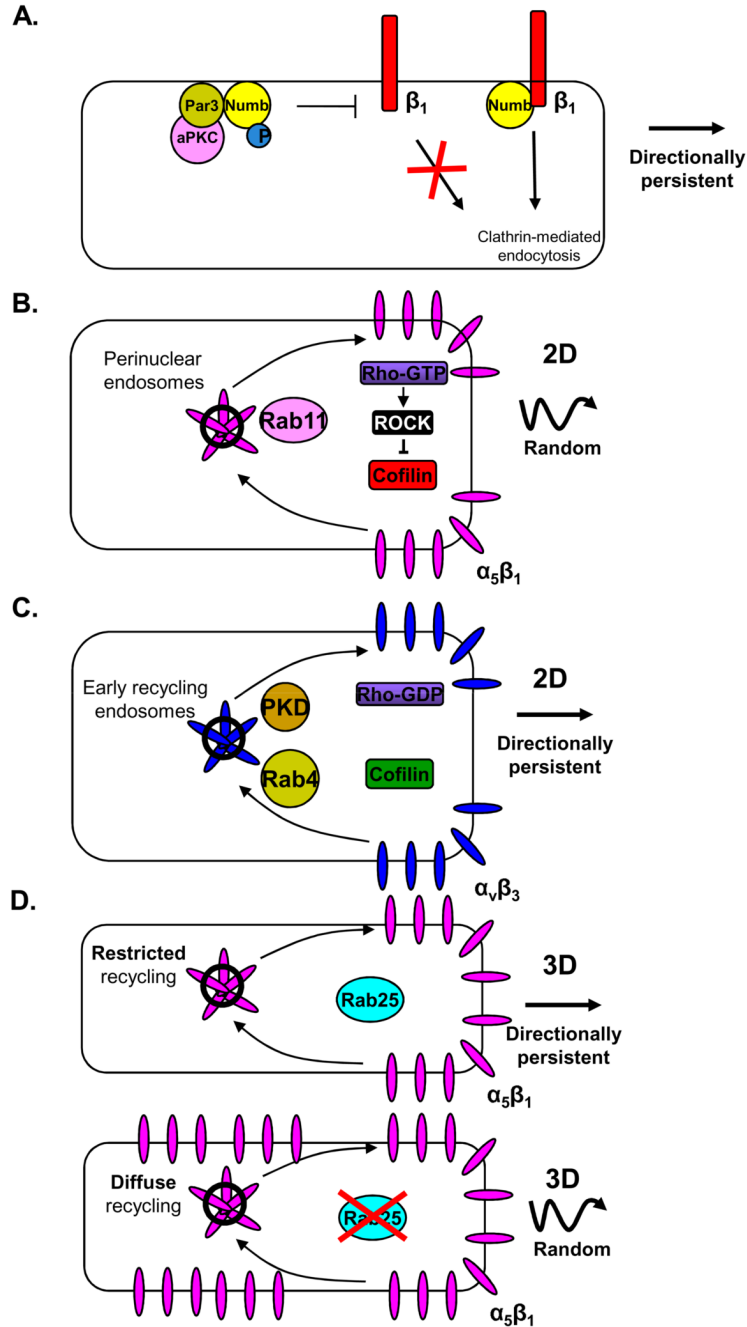 A.
Par3
Numb
aPKC
P
β1
Numb
β1
Directionally
persistent
Clathrin-mediated
endocytosis
B.
Perinuclear
endosomes
Rab11
Rho-GTP
ROCK
Cofilin
2D
Random
α5β1
C.
Early recycling
endosomes
PKD
Rab4
Rho-GDP
Cofilin
2D
Directionally
persistent
αvβ3
D.
Restricted
recycling
Rab25
3D
Directionally
persistent
α5β1
Diffuse
recycling
Rab25
3D
Random
α5β1